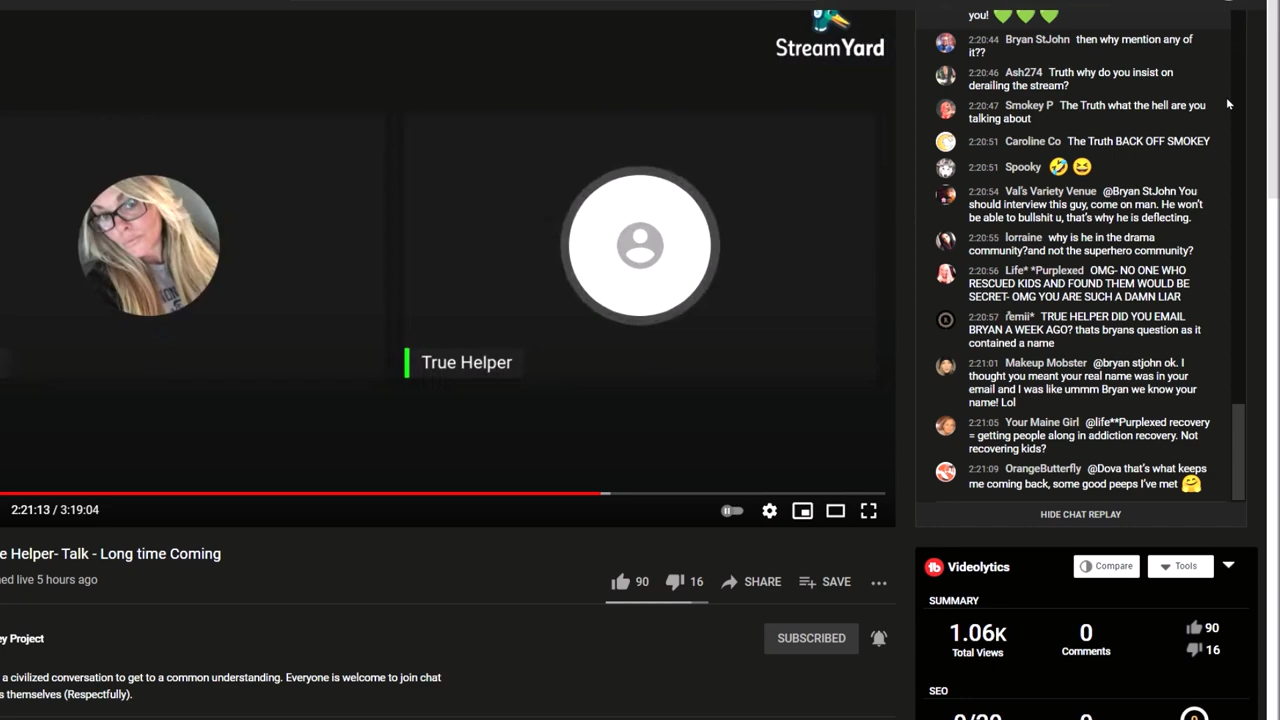 StreamYard
True Helper
2:21:13 / 3:19:04
e Helper- Talk - Long time Coming
ned live 5 hours ago
90
16
SHARE
SAVE
ey Project
SUBSCRIBED
a civilized conversation to get to a common understanding. Everyone is welcome to join chat
s themselves (Respectfully).
you! 💚 💚 💚
2:20:44 Bryan StJohn then why mention any of
it??
2:20:46 Ash274 Truth why do you insist on
derailing the stream?
2:20:47 Smokey P The Truth what the hell are you
talking about
2:20:51 Caroline Co The Truth BACK OFF SMOKEY
2:20:51 Spooky 🤣 😆
2:20:54 Val's Variety Venue @Bryan StJohn You
should interview this guy, come on man. He won't
be able to bullshit u, that's why he is deflecting.
2:20:55 lorraine why is he in the drama
community?and not the superhero community?
2:20:56 Life* *Purplexed OMG- NO ONE WHO
RESCUED KIDS AND FOUND THEM WOULD BE
SECRET- OMG YOU ARE SUCH A DAMN LIAR
2:20:57 TRUE HELPER DID YOU EMAIL
BRYAN A WEEK AGO? thats bryans question as it
contained a name
2:21:01 Makeup Mobster @bryan stjohn ok. I
thought you meant your real name was in your
email and I was like ummm Bryan we know your
name! Lol
2:21:05 Your Maine Girl @life**Purplexed recovery
= getting people along in addiction recovery. Not
recovering kids?
2:21:09 OrangeButterfly @Dova that's what keeps
me coming back, some good peeps I've met 🤗
HIDE CHAT REPLAY
Videolytics
Compare
Tools
SUMMARY
1.06K
Total Views
0
Comments
90
16
SEO